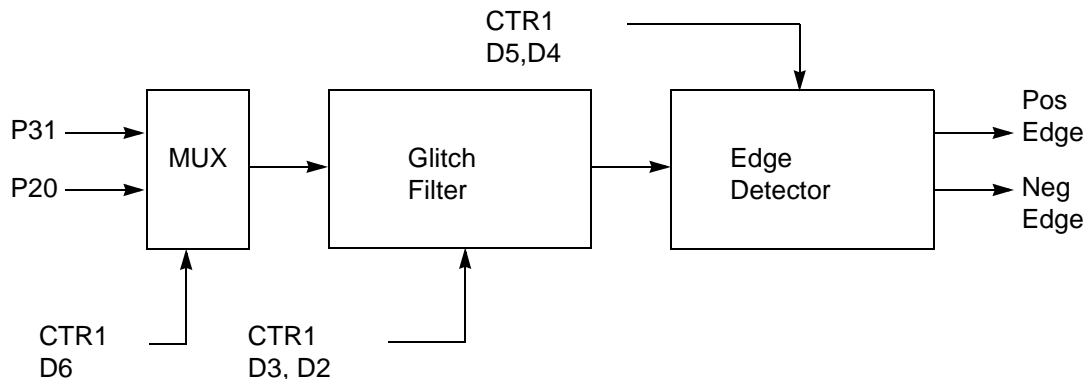 CTR1
D5,D4
P31
P20
MUX
Glitch
Filter
Edge
Detector
Pos
Edge
Neg
Edge
CTR1
D6
CTR1
D3, D2